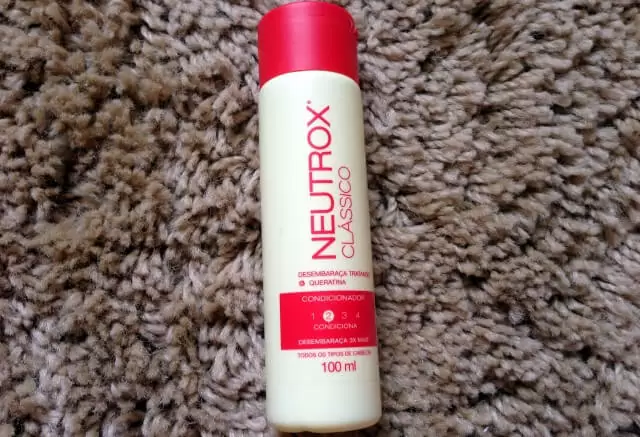 NEUTROX®
CLÁSSICO
DESEMBARAÇA TRATANDO
QUERATINA
CONDICIONADOR
1 2 3 4
CONDICIONA
DESEMBARAÇA 3X MAIS
TODOS OS TIPOS DE CABELOS
100 ml